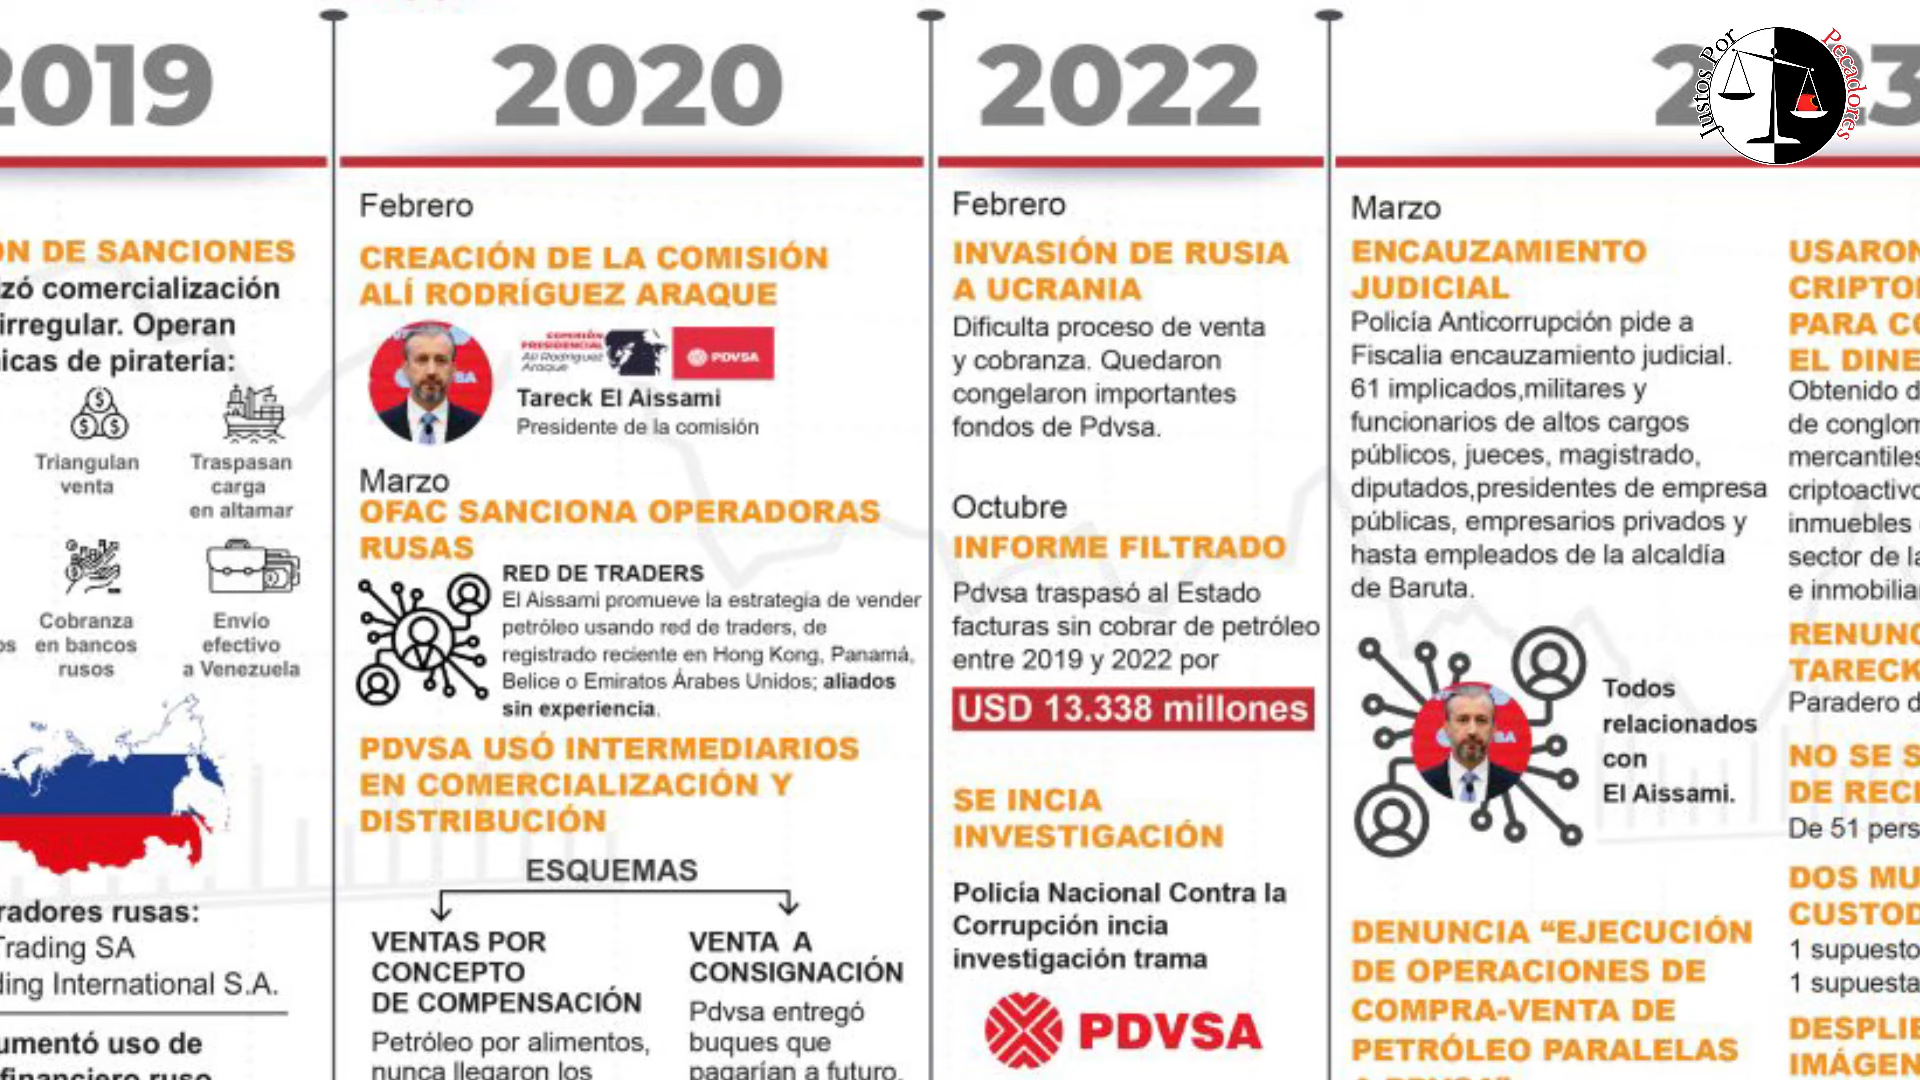 2019
ÓN DE SANCIONES
izó comercialización
irregular. Operan
nicas de piratería:
Triangulan
venta
Traspasan
carga
en altamar
os
Cobranza
en bancos
rusos
Envío
efectivo
a Venezuela
radores rusas:
Trading SA
ding International S.A.
umentó uso de
financiero ruso
2020
Febrero
CREACIÓN DE LA COMISIÓN
ALÍ RODRÍGUEZ ARAQUE
COMISIÓN
PRESIDENCIAL
Alí Rodríguez
Araque
PDVSA
Tareck El Aissami
Presidente de la comisión
Marzo
OFAC SANCIONA OPERADORAS
RUSAS
RED DE TRADERS
El Aissami promueve la estrategia de vender
petróleo usando red de traders, de
registrado reciente en Hong Kong, Panamá,
Belice o Emiratos Árabes Unidos; aliados
sin experiencia.
PDVSA USÓ INTERMEDIARIOS
EN COMERCIALIZACIÓN Y
DISTRIBUCIÓN
ESQUEMAS
VENTAS POR
CONCEPTO
DE COMPENSACIÓN
Petróleo por alimentos,
nunca llegaron los
VENTA A
CONSIGNACIÓN
Pdvsa entregó
buques que
pagarían a futuro.
2022
Febrero
INVASIÓN DE RUSIA
A UCRANIA
Dificulta proceso de venta
y cobranza. Quedaron
congelaron importantes
fondos de Pdvsa.
Octubre
INFORME FILTRADO
Pdvsa traspasó al Estado
facturas sin cobrar de petróleo
entre 2019 y 2022 por
USD 13.338 millones
SE INCIA
INVESTIGACIÓN
Policía Nacional Contra la
Corrupción incia
investigación trama
PDVSA
2 23
Justos Por Pecadores
Marzo
ENCAUZAMIENTO
JUDICIAL
Policía Anticorrupción pide a
Fiscalia encauzamiento judicial.
61 implicados,militares y
funcionarios de altos cargos
públicos, jueces, magistrado,
diputados,presidentes de empresa
públicas, empresarios privados y
hasta empleados de la alcaldía
de Baruta.
Todos
relacionados
con
El Aissami.
DENUNCIA “EJECUCIÓN
DE OPERACIONES DE
COMPRA-VENTA DE
PETRÓLEO PARALELAS
USARON
CRIPTO
PARA CO
EL DINE
Obtenido d
de conglom
mercantiles
criptoactivo
inmuebles
sector de la
e inmobilia
RENUNC
TARECK
Paradero d
NO SE S
DE RECI
De 51 pers
DOS MU
CUSTOD
1 supuesto
1 supuesta
DESPLIE
IMÁGEN